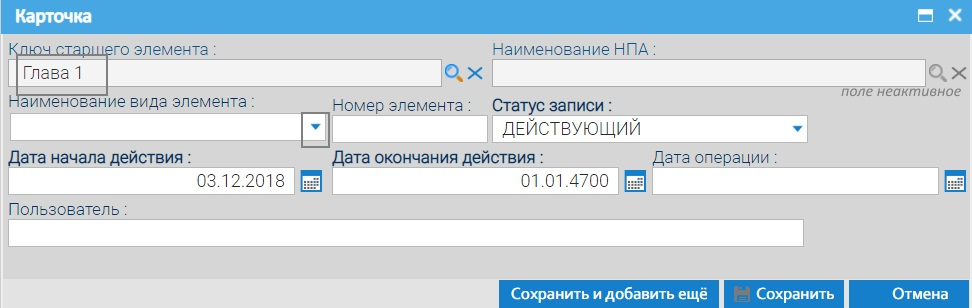 Карточка
Ключ старшего элемента : Наименование НПА :
Глава 1
поле неактивное
Наименование вида элемента : Номер элемента : Статус записи :
ДЕЙСТВУЮЩИЙ
Дата начала действия : Дата окончания действия : Дата операции :
03.12.2018 01.01.4700
Пользователь :
Сохранить и добавить ещё Сохранить Отмена